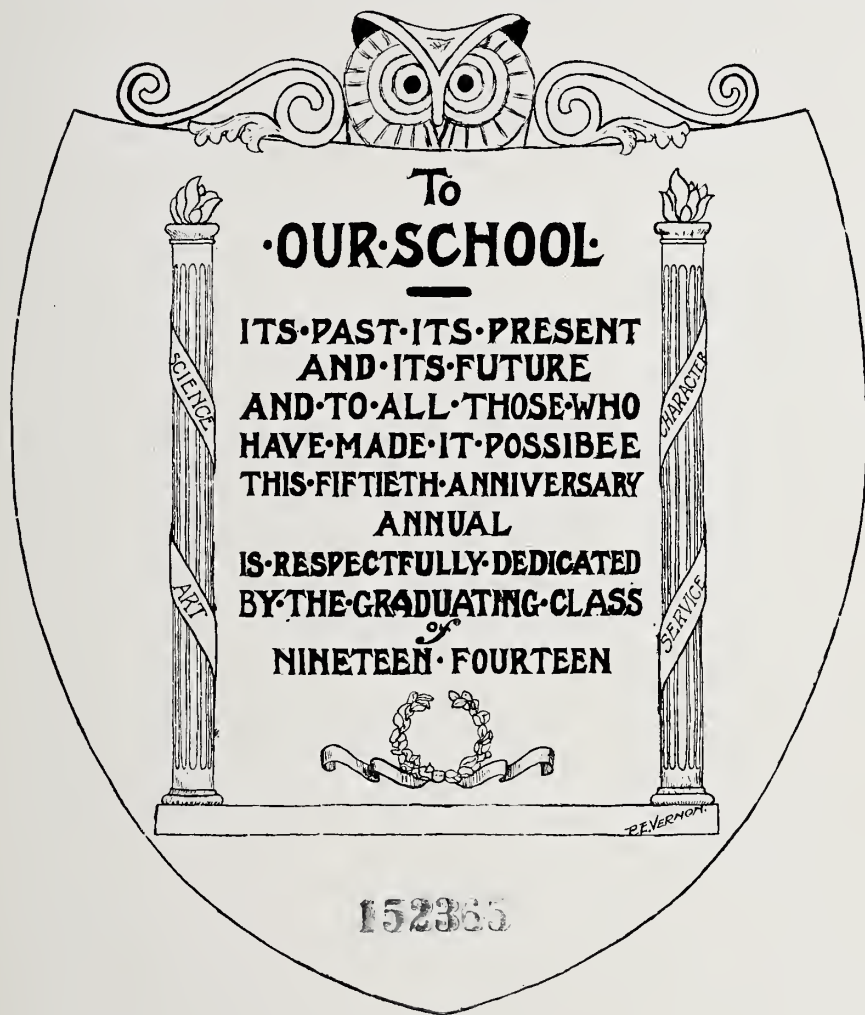 To
·OUR·SCHOOL·
ITS·PAST·ITS·PRESENT
AND·ITS·FUTURE
AND·TO·ALL·THOSE·WHO
HAVE·MADE·IT·POSSIBEE
THIS·FIFTIETH·ANNIVERSARY
ANNUAL
IS·RESPECTFULLY·DEDICATED
BY·THE·GRADUATING·CLASS
of
NINETEEN·FOURTEEN
SCIENCE
ART
CHARACTER
SERVICE
P.E.VERNON.
152365